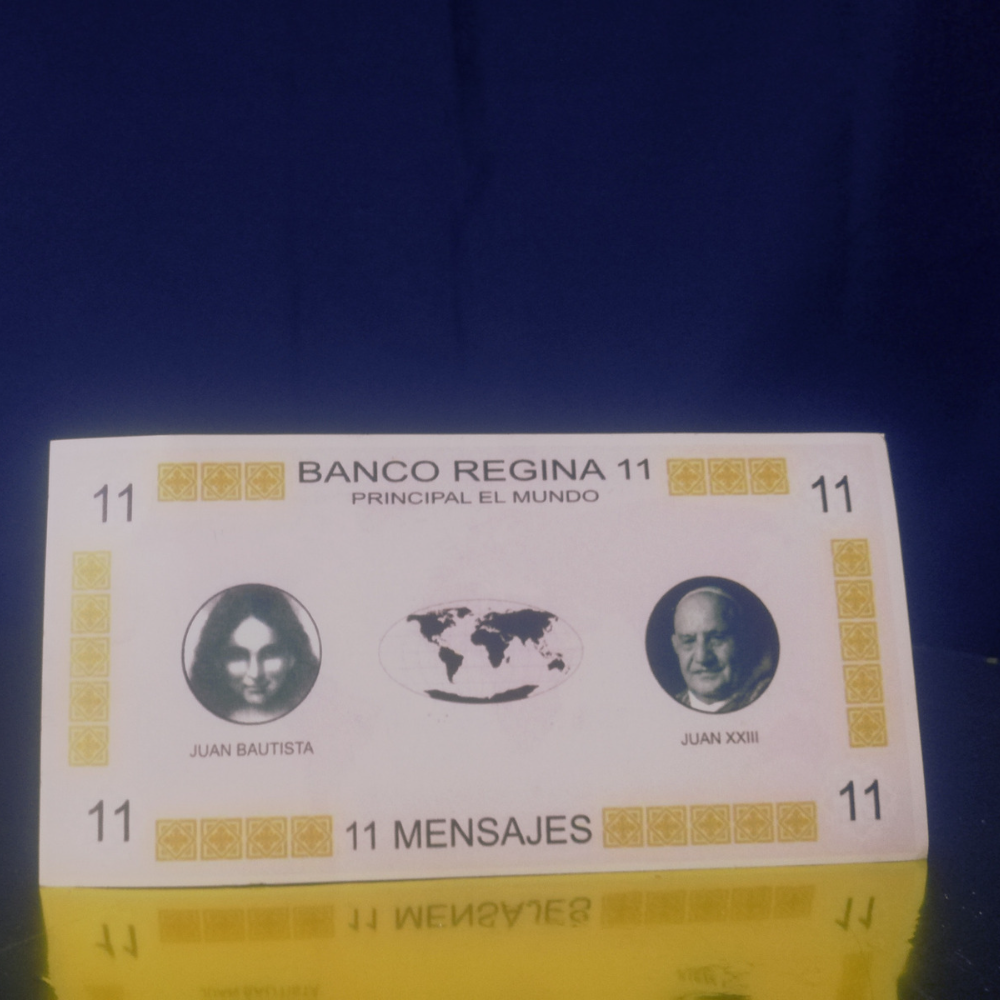 BANCO REGINA 11
PRINCIPAL EL MUNDO
11
11
JUAN BAUTISTA
JUAN XXIII
11
11 MENSAJES
11